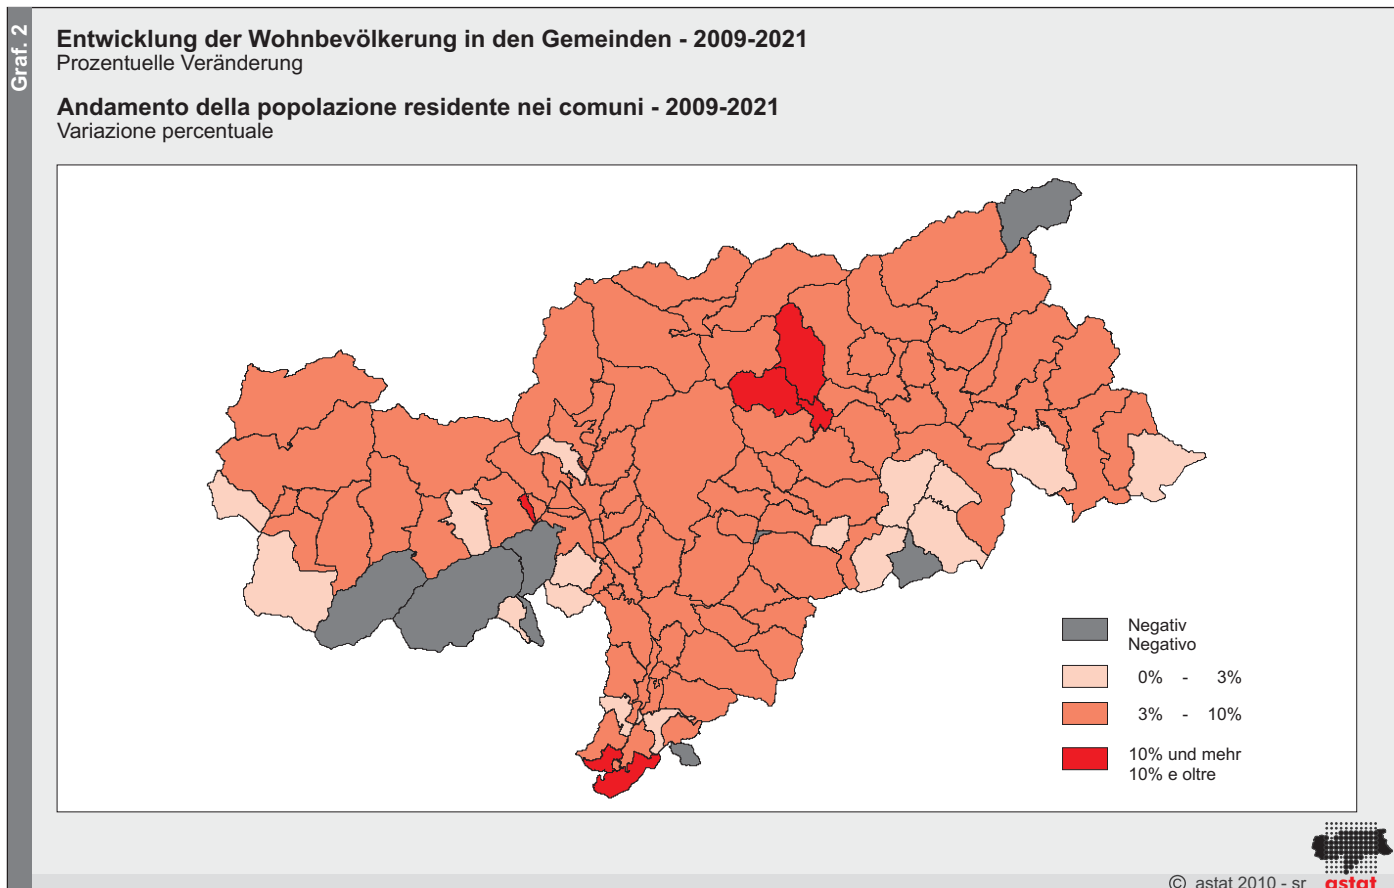 Graf. 2
Entwicklung der Wohnbevölkerung in den Gemeinden - 2009-2021
Prozentuelle Veränderung
Andamento della popolazione residente nei comuni - 2009-2021
Variazione percentuale
Negativ
Negativo
0% - 3%
3% - 10%
10% und mehr
10% e oltre
© astat 2010 - sr
astat